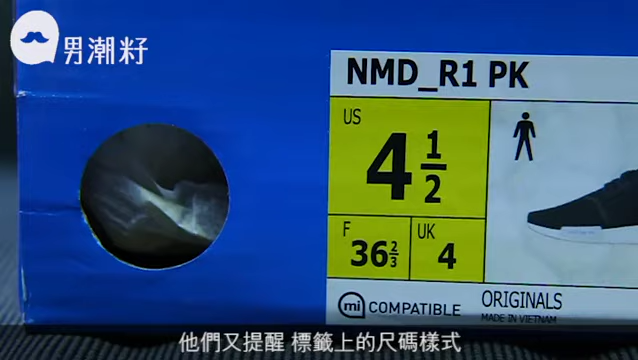 男潮籽
NMD_R1 PK
US
4 1/2
F
36 2/3
UK
4
mi COMPATIBLE
ORIGINALS
MADE IN VIETNAM
他們又提醒 標籤上的尺碼樣式